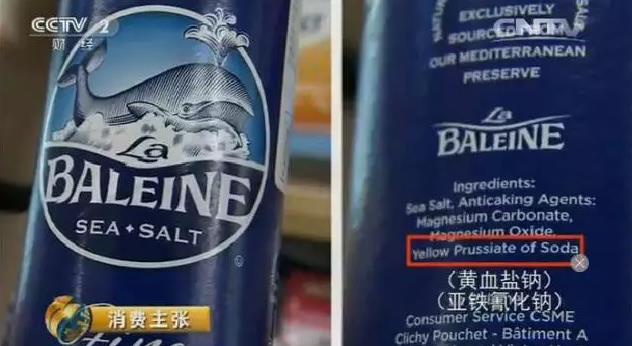 CCTV 2
财经
La
BALEINE
SEA + SALT
消费主张
CNTV
EXCLUSIVELY
SOURCED FROM
OUR MEDITERRANEAN
PRESERVE
La
BALEINE
Ingredients:
Sea Salt, Anticaking Agents:
Magnesium Carbonate,
Magnesium Oxide,
Yellow Prussiate of Soda
(黄血盐钠)
(亚铁氰化钠)
Consumer Service CSME
Clichy Pouchet - Bâtiment A